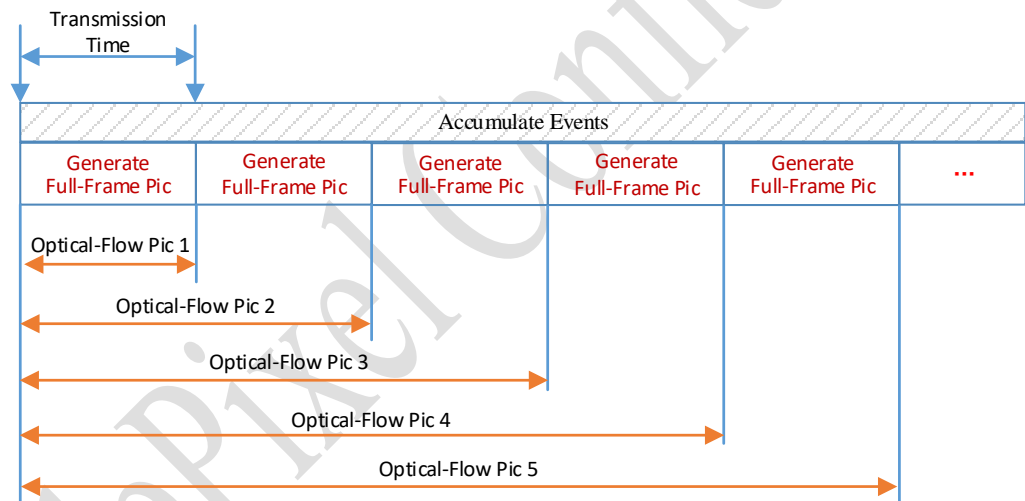 Transmission
Time
Accumulate Events
Generate
Full-Frame Pic
Generate
Full-Frame Pic
Generate
Full-Frame Pic
Generate
Full-Frame Pic
Generate
Full-Frame Pic
...
Optical-Flow Pic 1
Optical-Flow Pic 2
Optical-Flow Pic 3
Optical-Flow Pic 4
Optical-Flow Pic 5